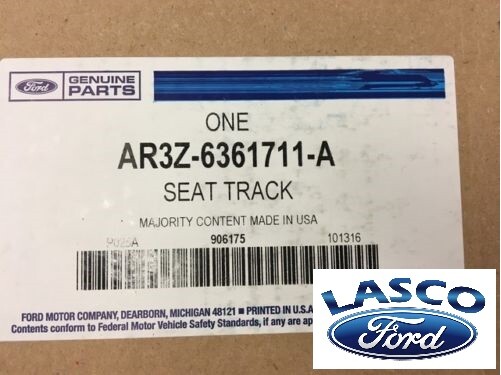 Ford
GENUINE
PARTS
ONE
AR3Z-6361711-A
SEAT TRACK
MAJORITY CONTENT MADE IN USA
P025A 906175 101316
FORD MOTOR COMPANY, DEARBORN, MICHIGAN 48121 ■ PRINTED IN U.S.A.
Contents conform to Federal Motor Vehicle Safety Standards, if any are ap
LASCO
Ford